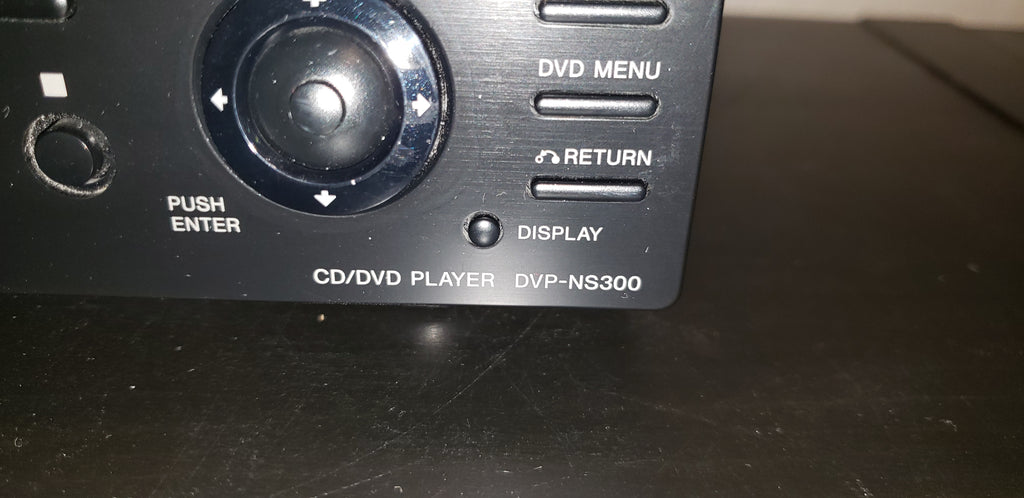 DVD MENU
RETURN
PUSH
ENTER
DISPLAY
CD/DVD PLAYER DVP-NS300